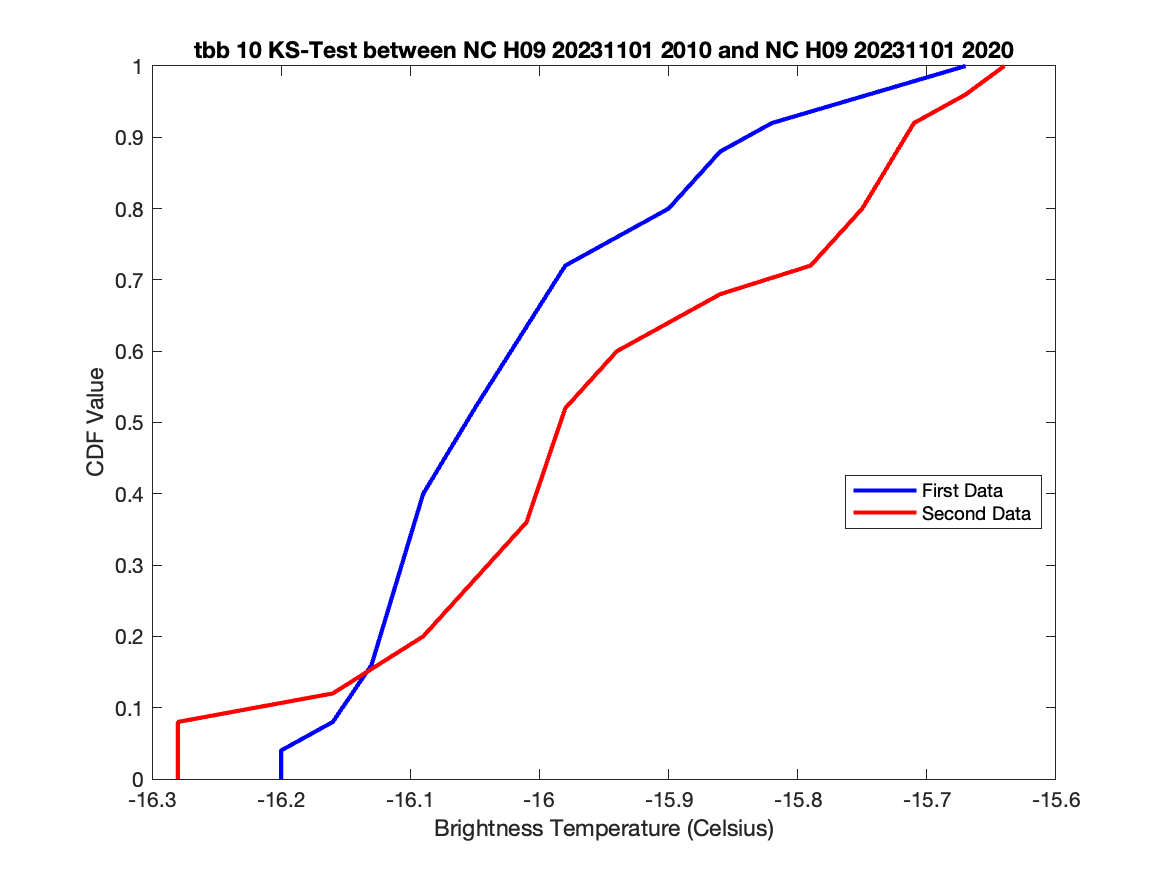 tbb 10 KS-Test between NC H09 20231101 2010 and NC H09 20231101 2020
1
0.9
0.8
0.7
0.6
0.5
0.4
0.3
0.2
0.1
0
CDF Value
First Data
Second Data
-16.3 -16.2 -16.1 -16 -15.9 -15.8 -15.7 -15.6
Brightness Temperature (Celsius)